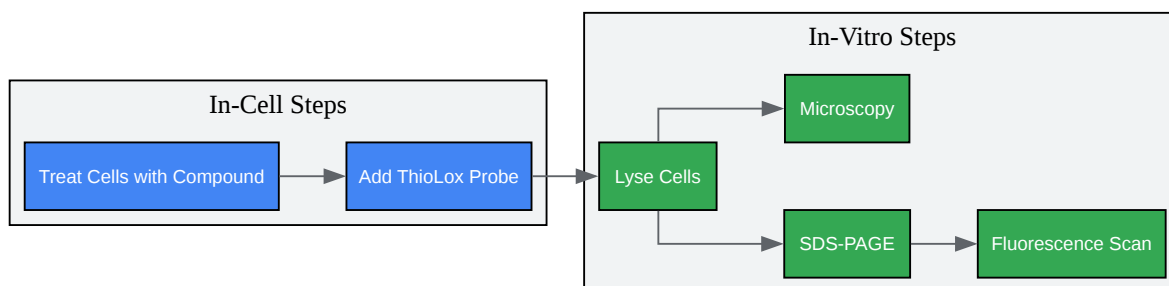 In-Cell Steps
Treat Cells with Compound
Add ThioLox Probe
In-Vitro Steps
Lyse Cells
Microscopy
SDS-PAGE
Fluorescence Scan